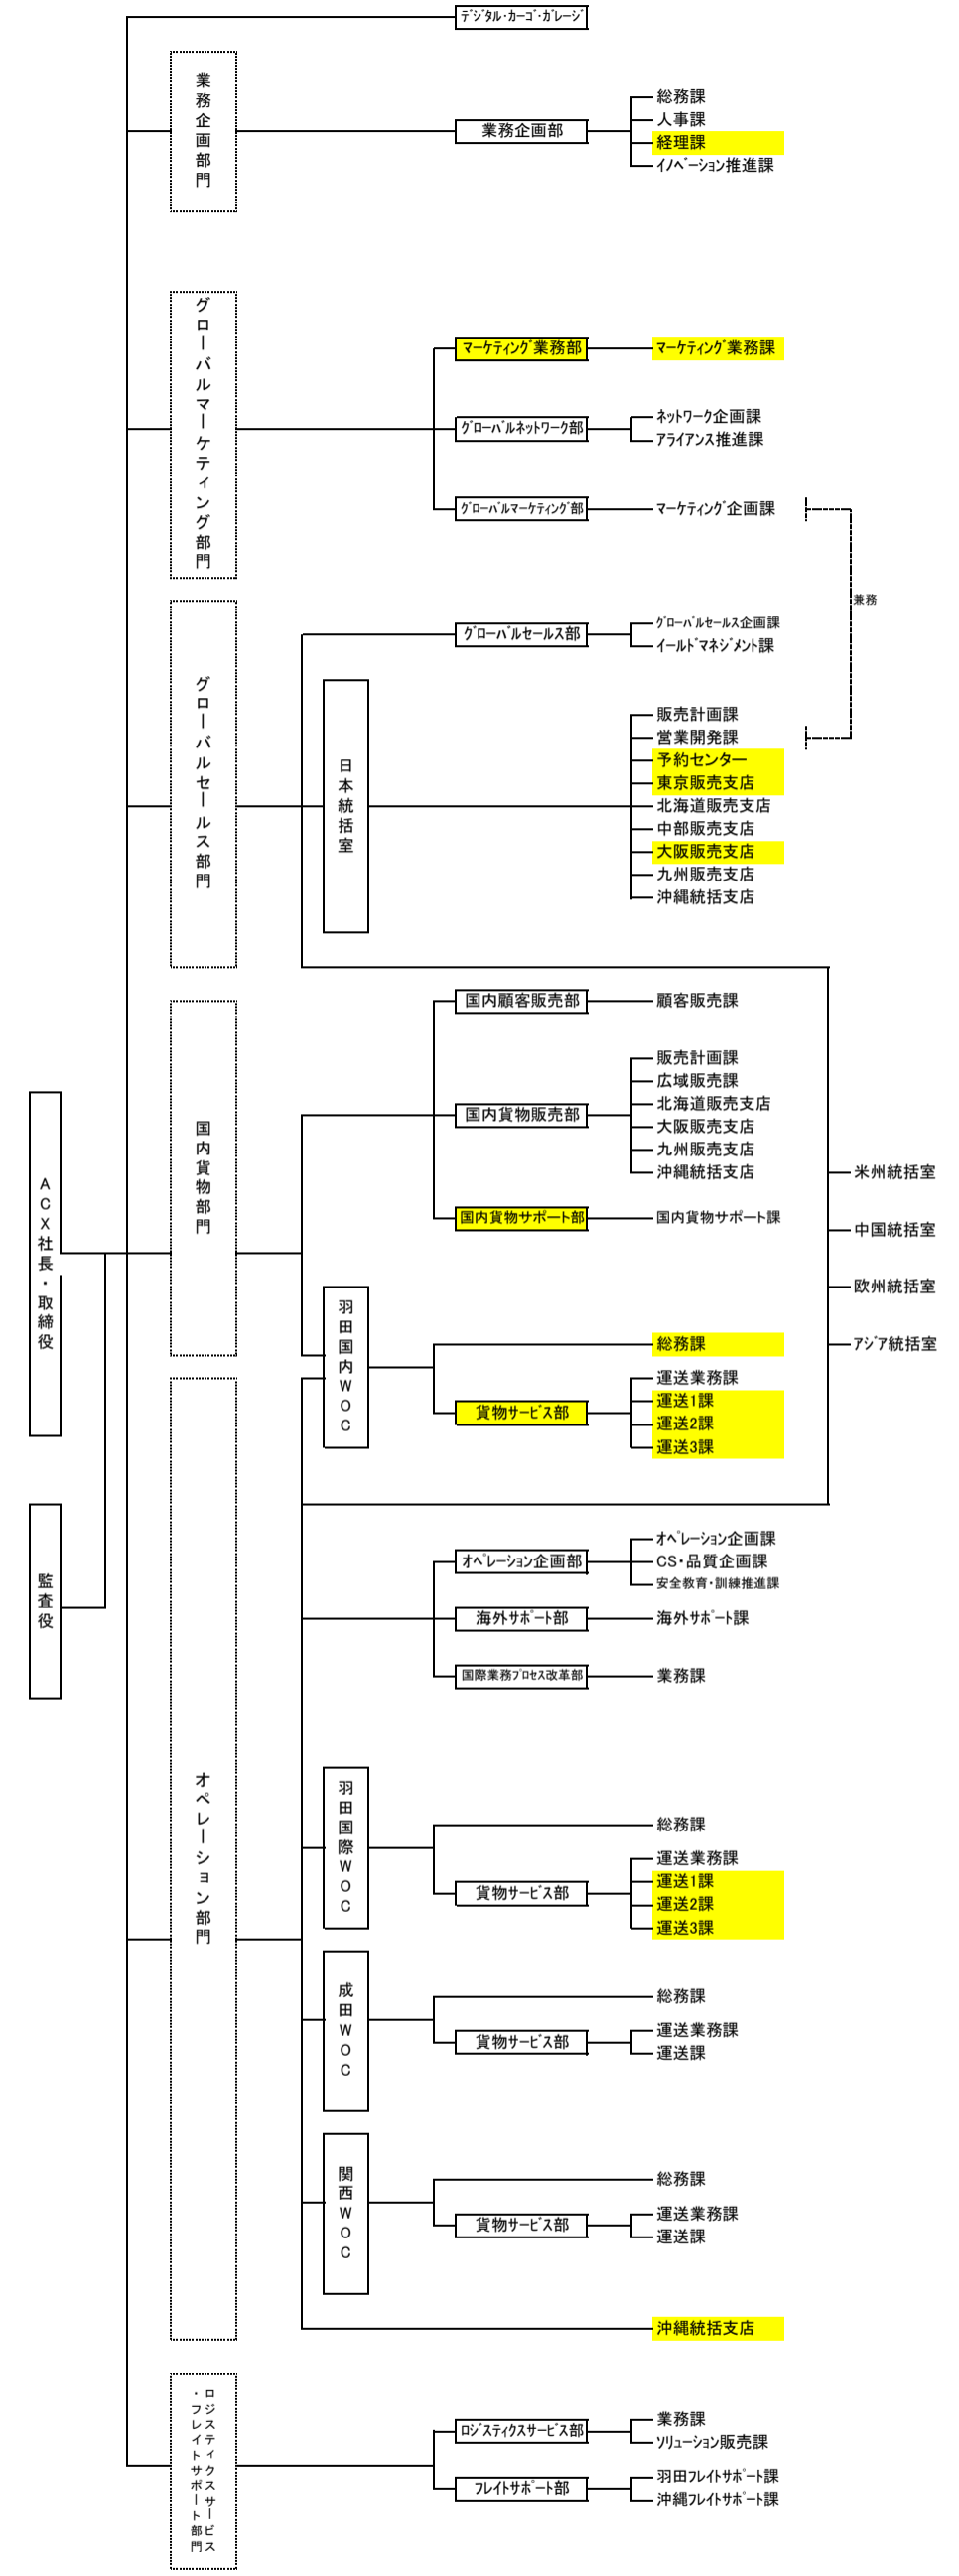 デジタル・カーゴ・ガレージ
業務企画部門
業務企画部
総務課
人事課
経理課
イノベーション推進課
グローバルマーケティング部門
マーケティング業務部
マーケティング業務課
グローバルネットワーク部
ネットワーク企画課
アライアンス推進課
グローバルマーケティング部
マーケティング企画課
兼務
グローバルセールス部門
グローバルセールス部
グローバルセールス企画課
イールドマネジメント課
日本統括室
販売計画課
営業開発課
予約センター
東京販売支店
北海道販売支店
中部販売支店
大阪販売支店
九州販売支店
沖縄統括支店
国内貨物部門
国内顧客販売部
顧客販売課
国内貨物販売部
販売計画課
広域販売課
北海道販売支店
大阪販売支店
九州販売支店
沖縄統括支店
国内貨物サポート部
国内貨物サポート課
米州統括室
中国統括室
欧州統括室
アジア統括室
ACX社長・取締役
監査役
羽田国内WOC
総務課
貨物サービス部
運送業務課
運送1課
運送2課
運送3課
オペレーション部門
オペレーション企画部
オペレーション企画課
CS・品質企画課
安全教育・訓練推進課
海外サポート部
海外サポート課
国際業務プロセス改革部
業務課
羽田国際WOC
総務課
貨物サービス部
運送業務課
運送1課
運送2課
運送3課
成田WOC
総務課
貨物サービス部
運送業務課
運送課
関西WOC
総務課
貨物サービス部
運送業務課
運送課
沖縄統括支店
ロジスティクスサービス
・フレイトサポート部門
ロジスティクスサービス部
業務課
ソリューション販売課
フレイトサポート部
羽田フレイトサポート課
沖縄フレイトサポート課